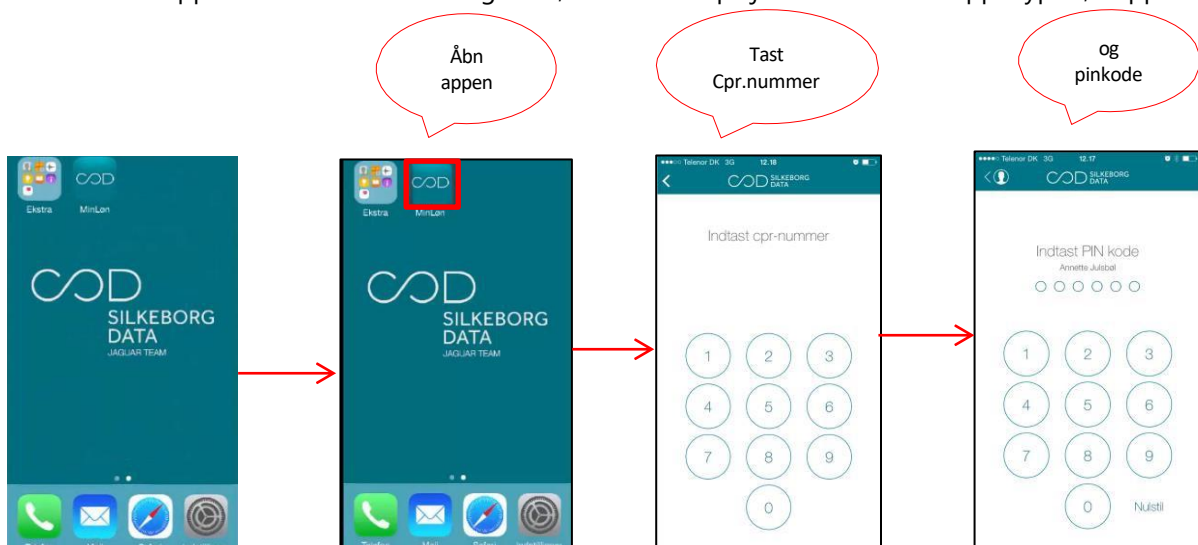 Åbn
appen
Tast
Cpr.nummer
og
pinkode
Ekstra
MinLøn
SILKEBORG
DATA
JAGUAR TEAM
Ekstra
MinLøn
SILKEBORG
DATA
JAGUAR TEAM
Telenor DK 3G 12.18
SILKEBORG
DATA
Indtast cpr-nummer
1 2 3
4 5 6
7 8 9
0
Telenor DK 3G 12.17
SILKEBORG
DATA
Indtast PIN kode
Annette Julsbøl
1 2 3
4 5 6
7 8 9
0 Nulstil